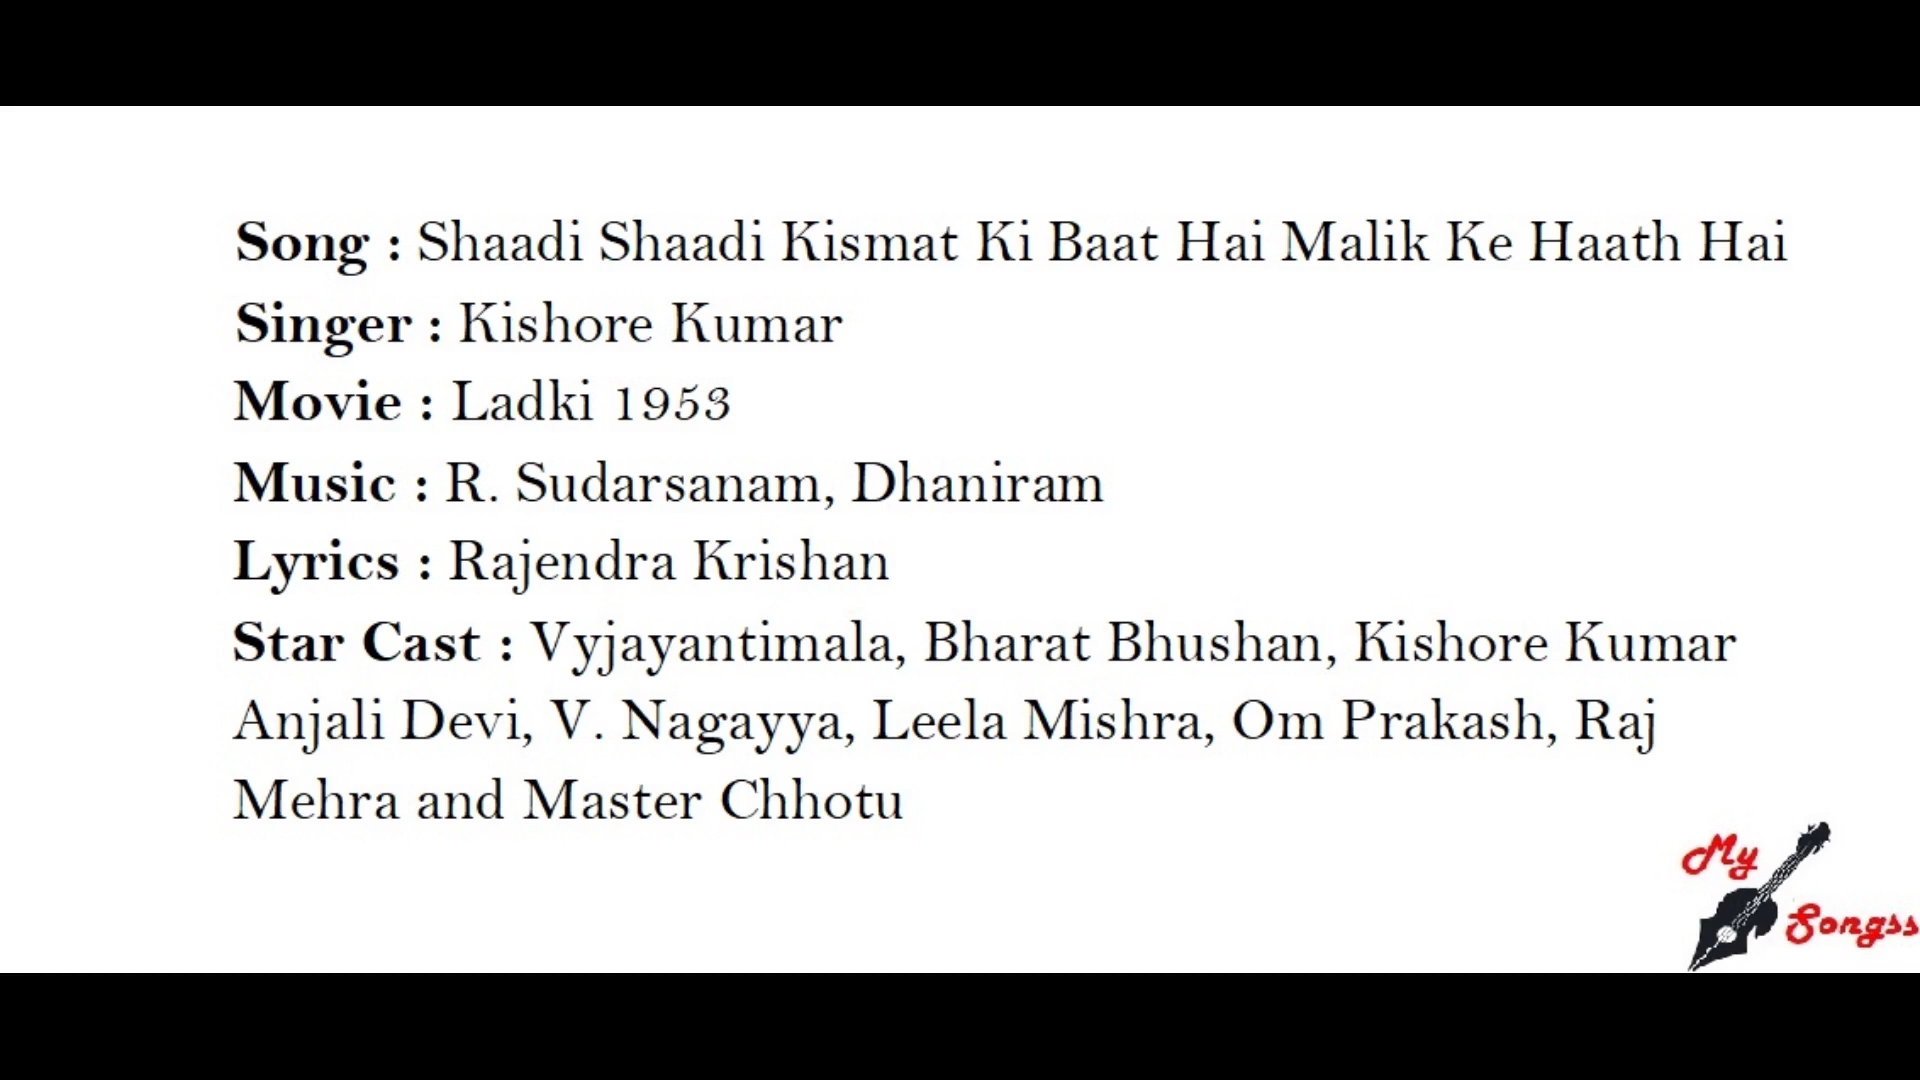 Song : Shaadi Shaadi Kismat Ki Baat Hai Malik Ke Haath Hai
Singer : Kishore Kumar
Movie : Ladki 1953
Music : R. Sudarsanam, Dhaniram
Lyrics : Rajendra Krishan
Star Cast : Vyjayantimala, Bharat Bhushan, Kishore Kumar
Anjali Devi, V. Nagayya, Leela Mishra, Om Prakash, Raj
Mehra and Master Chhotu
My
Songss